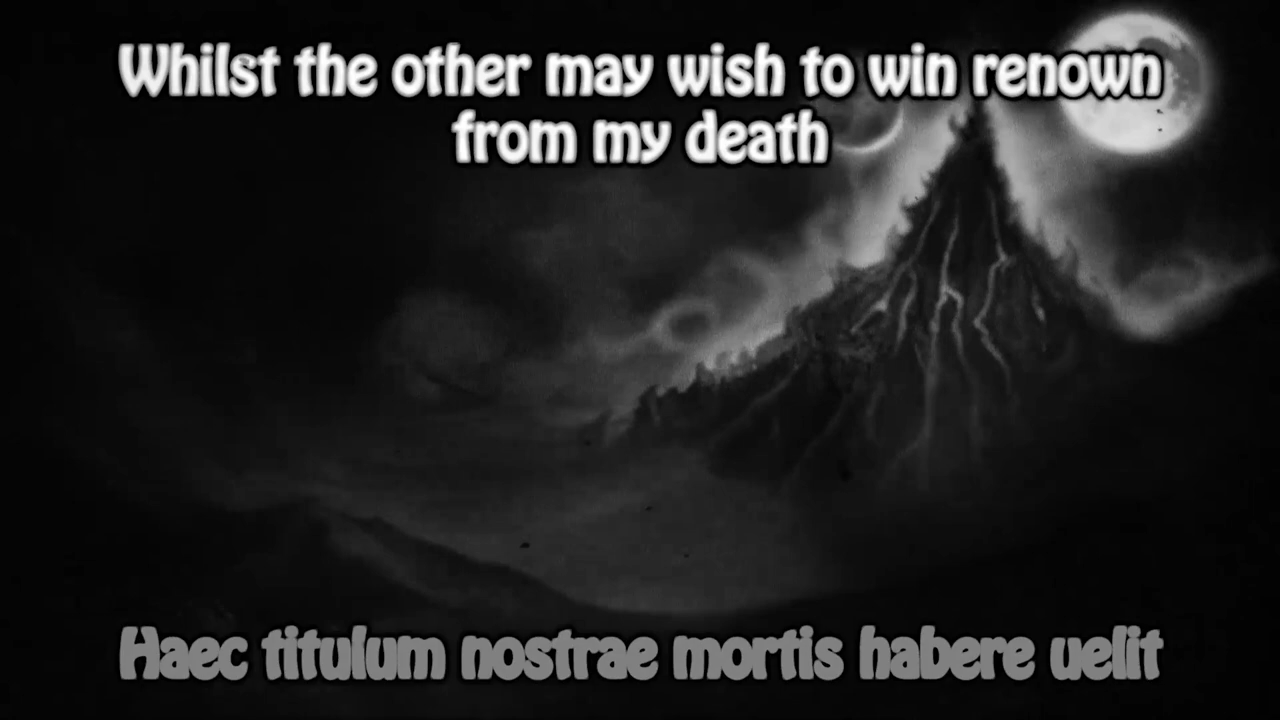 Whilst the other may wish to win renown
from my death
Haec titulum nostrae mortis habere uelit